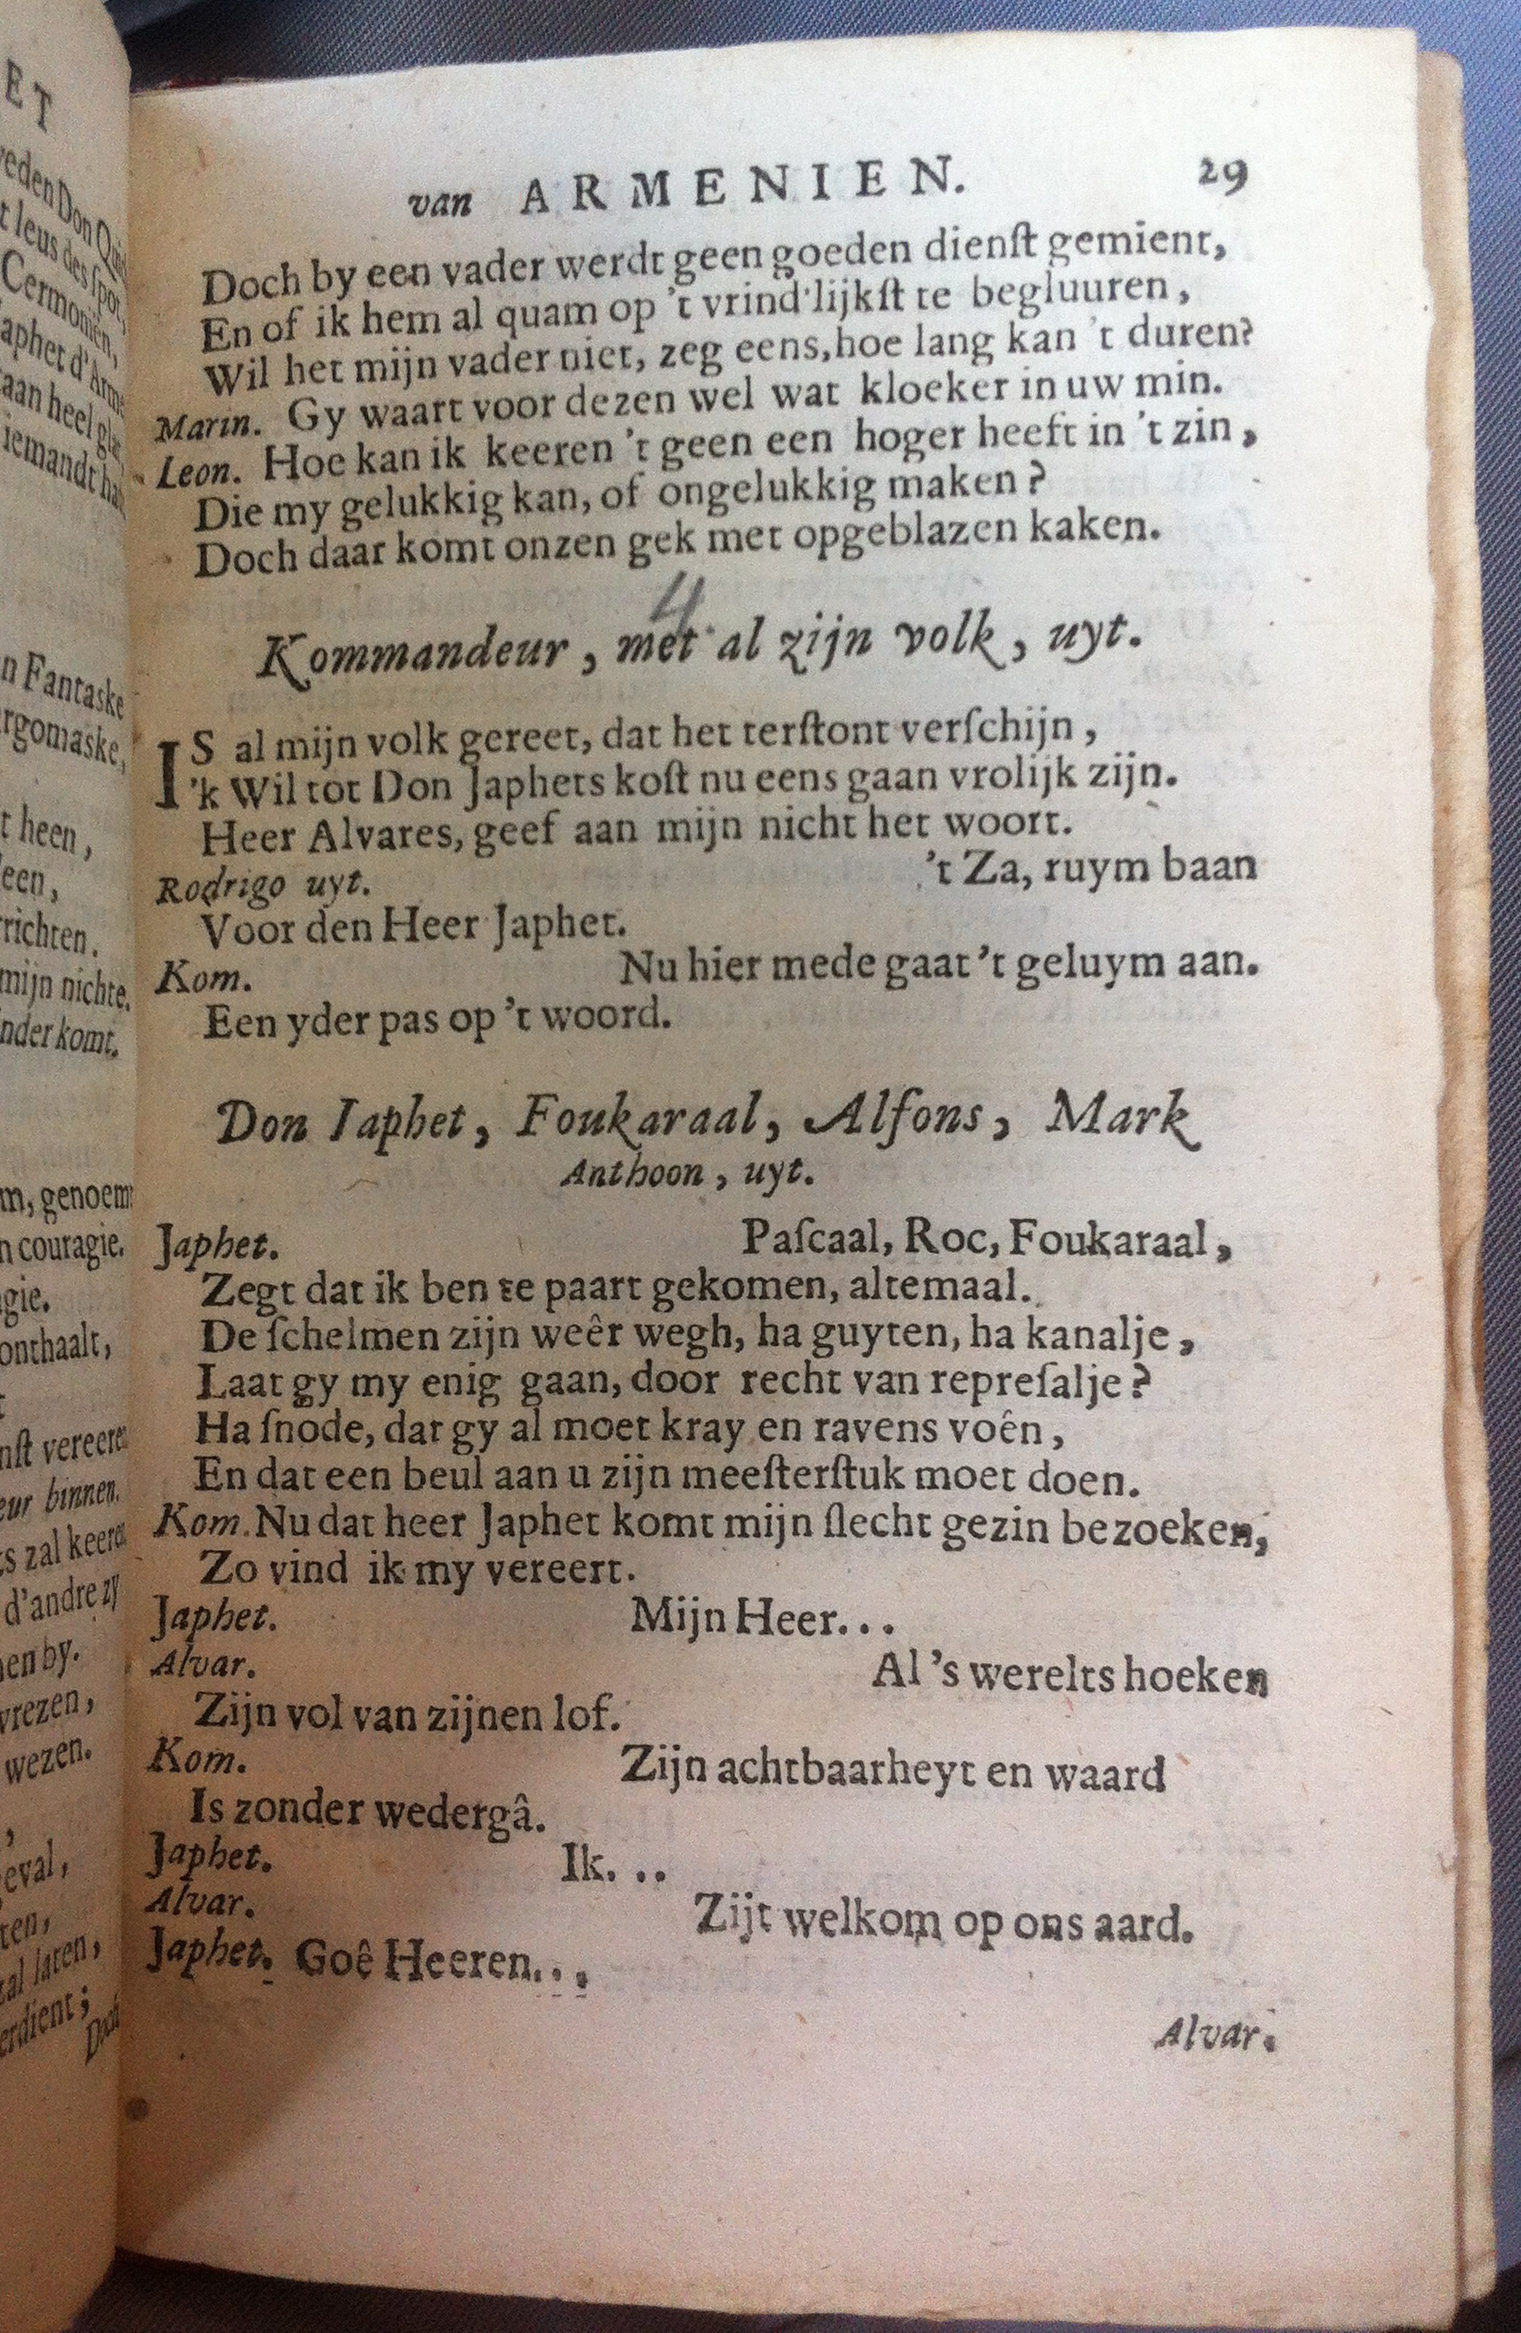 ET
van ARMENIEN. 29
Doch by een vader werdt geen goeden dienſt gemient,
En of ik hem al quam op 't vrind'lijkſt te begluuren,
Wil het mijn vader niet, zeg eens, hoe lang kan 't duren?
Marin. Gy waart voor dezen wel wat kloeker in uw min.
Leon. Hoe kan ik keeren 't geen een hoger heeft in 't zin,
Die my gelukkig kan, of ongelukkig maken?
Doch daar komt onzen gek met opgeblazen kaken.
4
Kommandeur, met al zijn volk, uyt.
IS al mijn volk gereet, dat het terſtont verſchijn,
'k Wil tot Don Japhets koſt nu eens gaan vrolijk zijn.
Heer Alvares, geef aan mijn nicht het woort.
Rodrigo uyt. 't Za, ruym baan
Voor den Heer Japhet.
Kom. Nu hier mede gaat 't geluym aan.
Een yder pas op 't woord.
Don Iaphet, Foukaraal, Alfons, Mark
Anthoon, uyt.
Japhet. Paſcaal, Roc, Foukaraal,
Zegt dat ik ben te paart gekomen, altemaal.
De ſchelmen zijn weêr wegh, ha guyten, ha kanalje,
Laat gy my enig gaan, door recht van repreſalje?
Ha ſnode, dat gy al moet kray en ravens voên,
En dat een beul aan u zijn meeſterſtuk moet doen.
Kom. Nu dat heer Japhet komt mijn ſlecht gezin bezoeken,
Zo vind ik my vereert.
Japhet. Mijn Heer...
Alvar. Al 's werelts hoeken
Zijn vol van zijnen lof.
Kom. Zijn achtbaarheyt en waard
Is zonder wedergâ.
Japhet. Ik...
Alvar. Zijt welkom op ons aard.
Japhet. Goê Heeren...
Alvar.